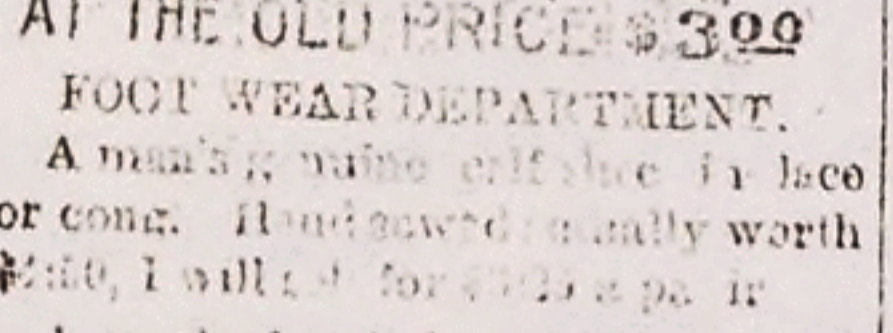 AT THE OLD PRICE $3.00
FOOT WEAR DEPARTMENT.
A man's genuine calf shoe in lace
or cong. Hand sewed usually worth
I will for a pair